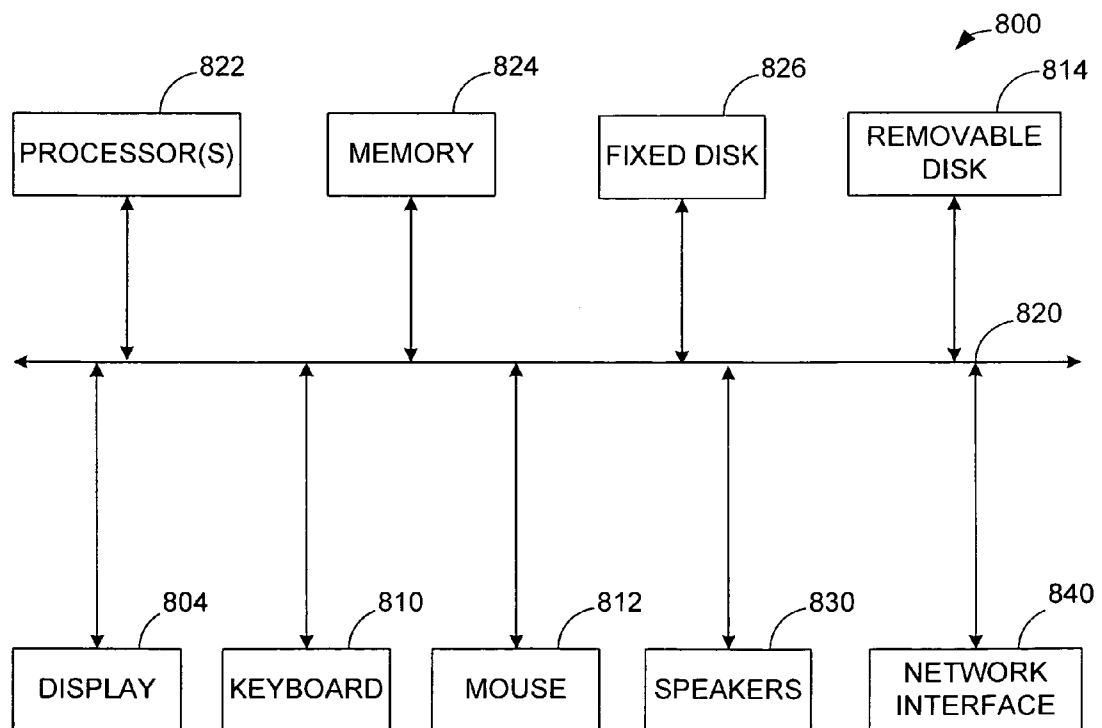 800
822
824
826
814
PROCESSOR(S)
MEMORY
FIXED DISK
REMOVABLE
DISK
820
804
810
812
830
840
DISPLAY
KEYBOARD
MOUSE
SPEAKERS
NETWORK
INTERFACE